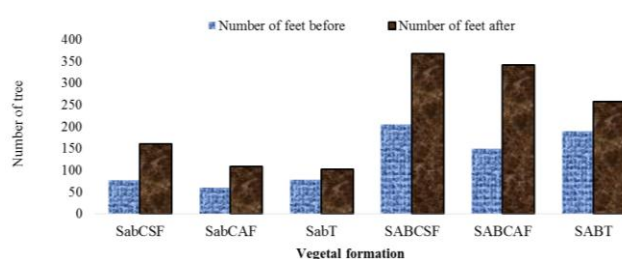 Number of feet before Number of feet after
Number of tree
400
350
300
250
200
150
100
50
0
SabCSF SabCAF SabT SABCSF SABCAF SABT
Vegetal formation